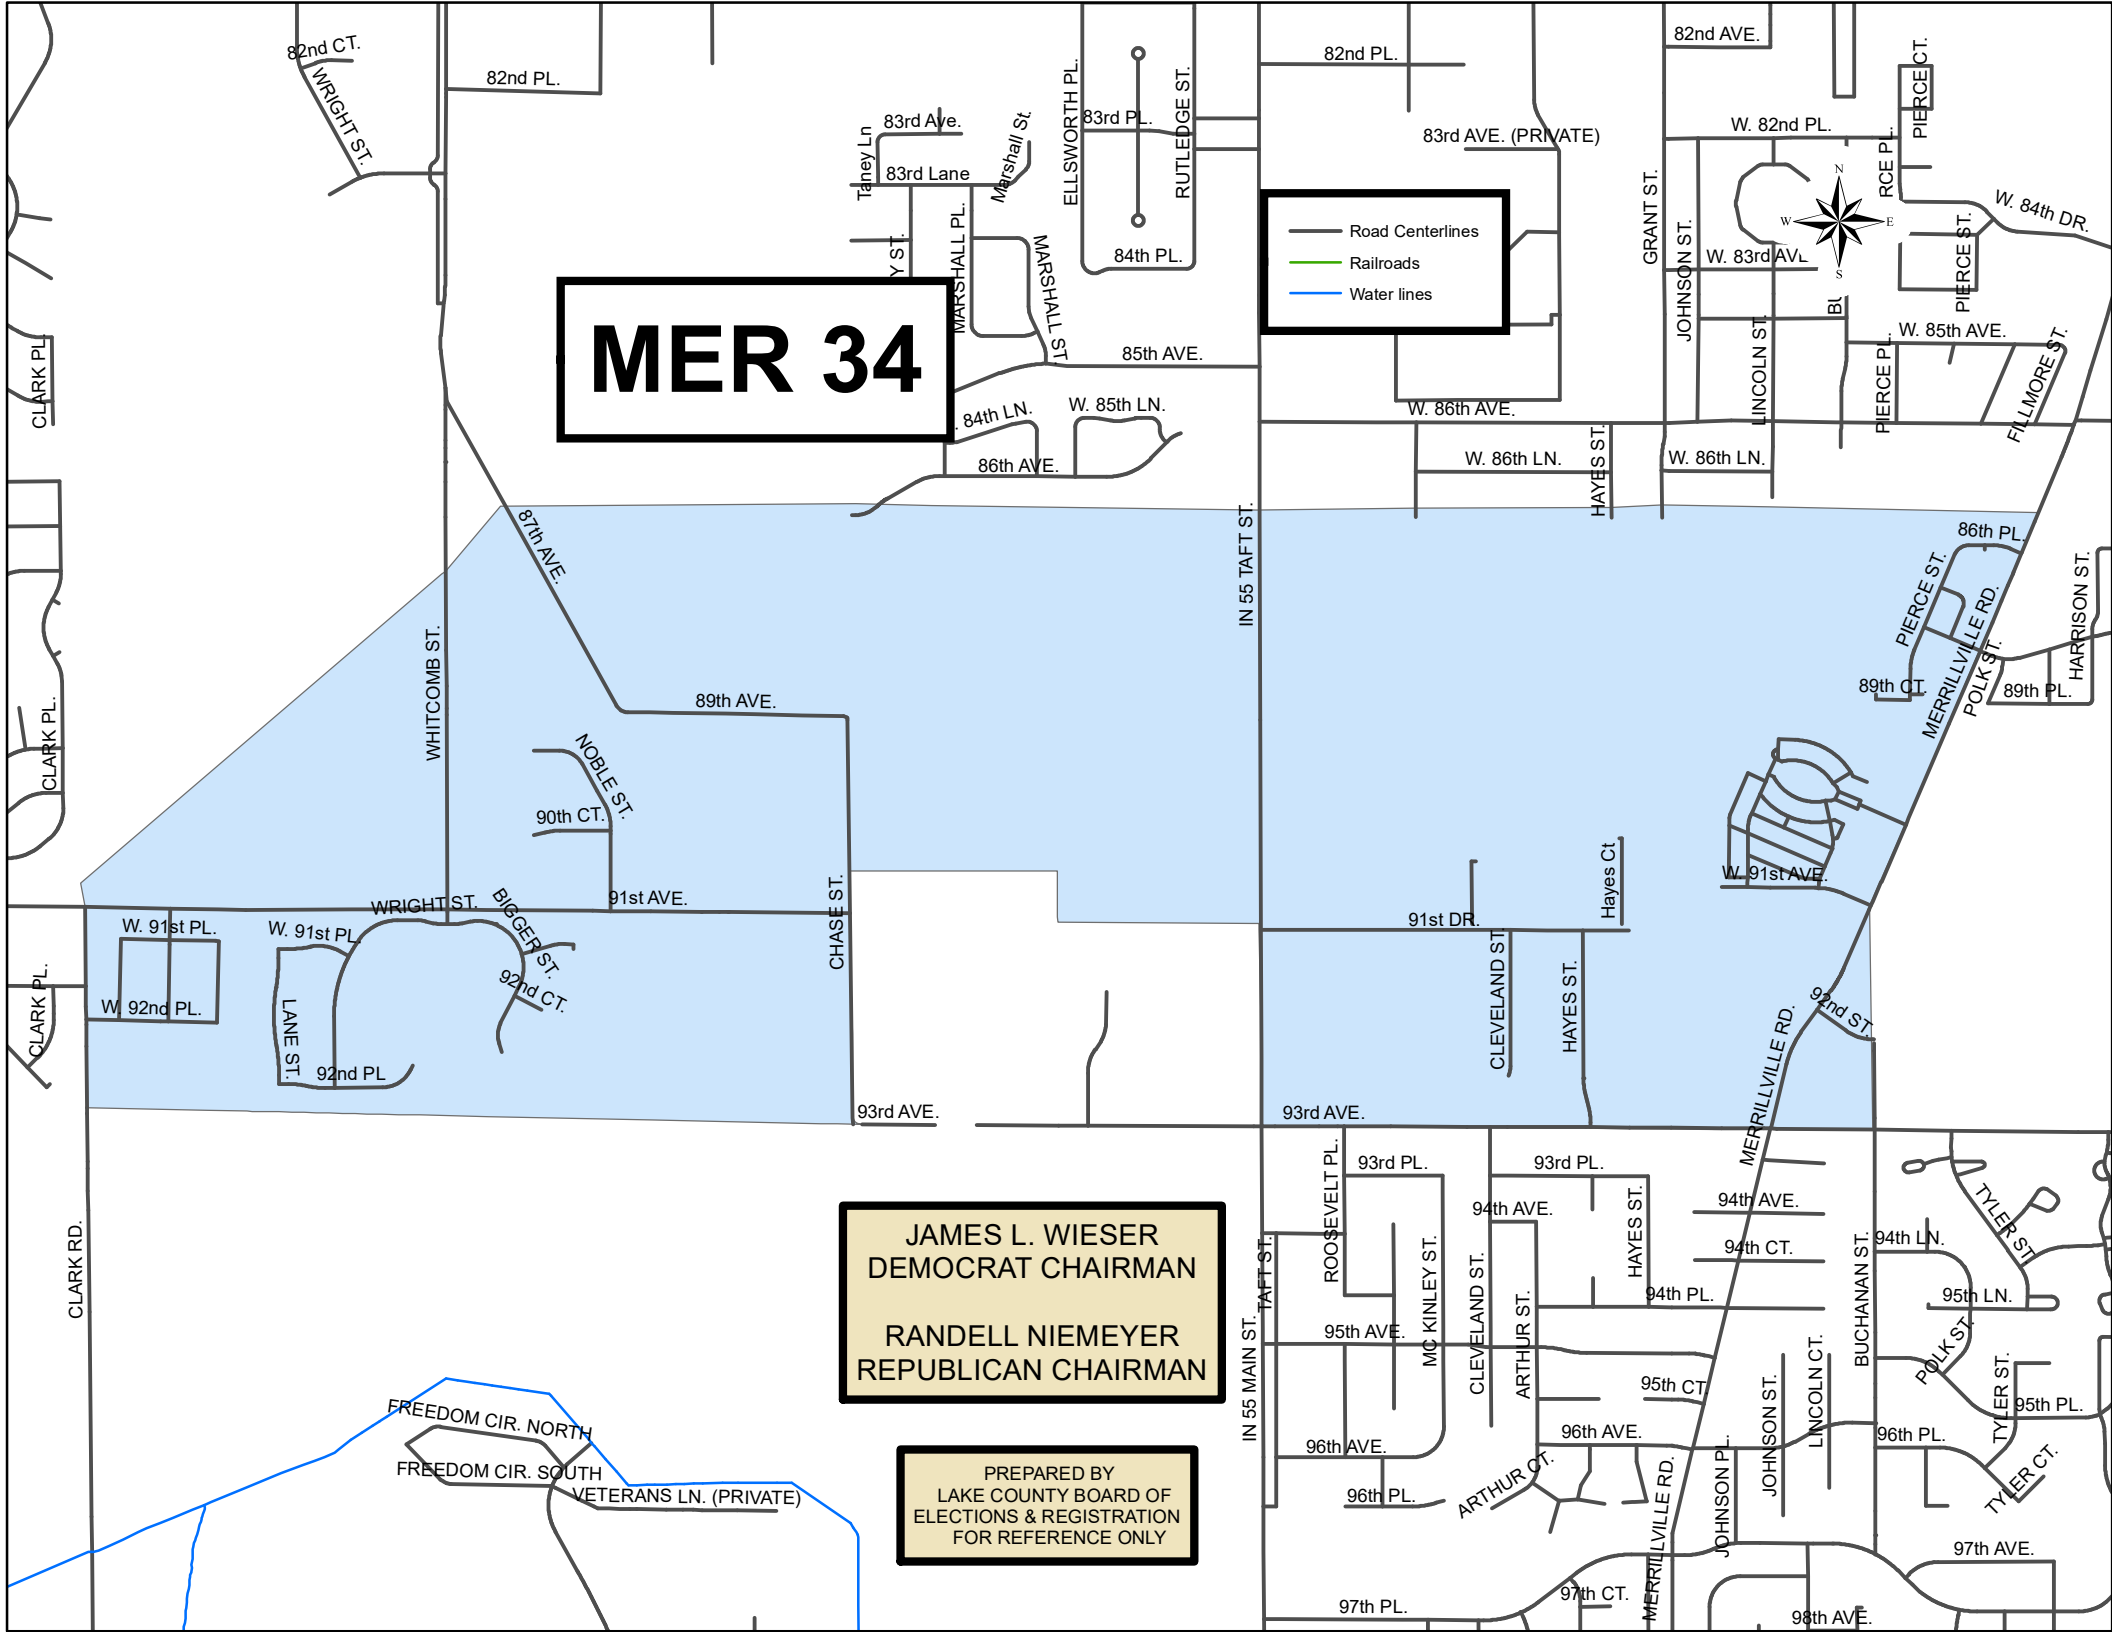 82nd CT.
WRIGHT ST.
82nd PL.
ELLSWORTH PL.
RUTLEDGE ST.
82nd PL.
82nd AVE.
PIERCE CT.
83rd Ave.
Taney Ln
83rd Lane
Marshall St.
83rd PL.
83rd AVE. (PRIVATE)
W. 82nd PL.
RCE PL.
N
W
E
S
W. 84th DR.
PIERCE ST.
GRANT ST.
JOHNSON ST.
W. 83rd AVE
Y ST.
MARSHALL PL.
MARSHALL ST.
84th PL.
Road Centerlines
Railroads
Water lines
MER 34
85th AVE.
LINCOLN ST.
PIERCE PL.
W. 85th AVE.
FILLMORE ST.
CLARK PL.
84th LN.
W. 85th LN.
86th AVE.
W. 86th AVE.
W. 86th LN.
HAYES ST.
W. 86th LN.
87th AVE.
IN 55 TAFT ST.
86th PL.
PIERCE ST.
MERRILLVILLE RD.
HARRISON ST.
WHITCOMB ST.
89th AVE.
89th CT.
POLK ST.
89th PL.
CLARK PL.
NOBLE ST.
90th CT.
91st AVE.
CHASE ST.
WRIGHT ST.
BIGGER ST.
W. 91st PL.
W. 91st PL.
92nd CT.
W. 92nd PL.
LANE ST.
92nd PL
CLARK PL.
Hayes Ct
W. 91st AVE.
91st DR.
CLEVELAND ST.
HAYES ST.
92nd ST.
MERRILLVILLE RD.
93rd AVE.
93rd AVE.
CLARK RD.
JAMES L. WIESER
DEMOCRAT CHAIRMAN
RANDELL NIEMEYER
REPUBLICAN CHAIRMAN
ROOSEVELT PL.
93rd PL.
93rd PL.
94th AVE.
HAYES ST.
94th AVE.
94th CT.
94th PL.
TAFT ST.
IN 55 MAIN ST.
MC KINLEY ST.
CLEVELAND ST.
ARTHUR ST.
BUCHANAN ST.
TYLER ST.
94th LN.
95th LN.
95th AVE.
95th CT.
POLK ST.
TYLER ST.
95th PL.
LINCOLN CT.
JOHNSON ST.
JOHNSON PL.
96th AVE.
96th AVE.
96th PL.
TYLER CT.
96th PL.
ARTHUR CT.
MERRILLVILLE RD.
FREEDOM CIR. NORTH
FREEDOM CIR. SOUTH
VETERANS LN. (PRIVATE)
PREPARED BY
LAKE COUNTY BOARD OF
ELECTIONS & REGISTRATION
FOR REFERENCE ONLY
97th AVE.
97th CT.
97th PL.
98th AVE.